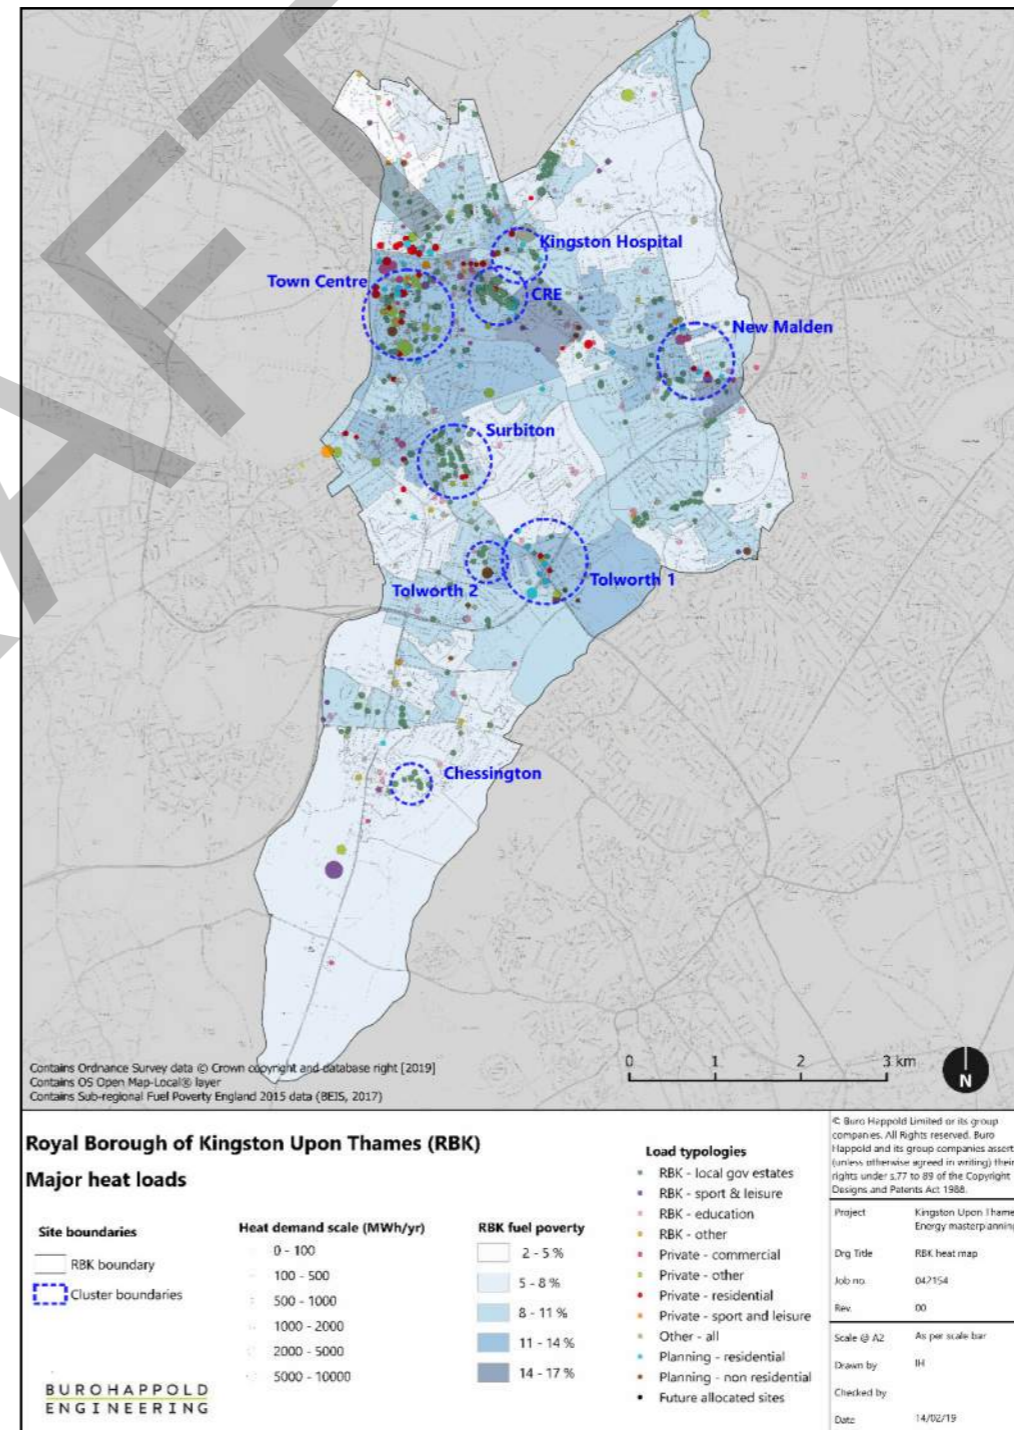 DRAFT
Kingston Hospital
Town Centre
CRE
New Malden
Surbiton
Tolworth 1
Tolworth 2
Chessington
0 1 2 3 km
N
Contains Ordnance Survey data © Crown copyright and database right [2019]
Contains OS Open Map-Local® layer
Contains Sub-regional Fuel Poverty England 2015 data (BEIS, 2017)
Royal Borough of Kingston Upon Thames (RBK)
Major heat loads
Site boundaries
RBK boundary
Cluster boundaries
BUROHAPPOLD
ENGINEERING
Heat demand scale (MWh/yr)
0 - 100
100 - 500
500 - 1000
1000 - 2000
2000 - 5000
5000 - 10000
RBK fuel poverty
2 - 5 %
5 - 8 %
8 - 11 %
11 - 14 %
14 - 17 %
Load typologies
RBK - local gov estates
RBK - sport & leisure
RBK - education
RBK - other
Private - commercial
Private - other
Private - residential
Private - sport and leisure
Other - all
Planning - residential
Planning - non residential
Future allocated sites
© Buro Happold Limited or its group
companies. All Rights reserved. Buro
Happold and its group companies assert
(unless otherwise agreed in writing) their
rights under s.77 to 89 of the Copyright
Designs and Patents Act 1988.
Project Kingston Upon Thame
Energy masterplanning
Drg Title RBK heat map
Job no. 042154
Rev. 00
Scale @ A2 As per scale bar
Drawn by IH
Checked by
Date 14/02/19